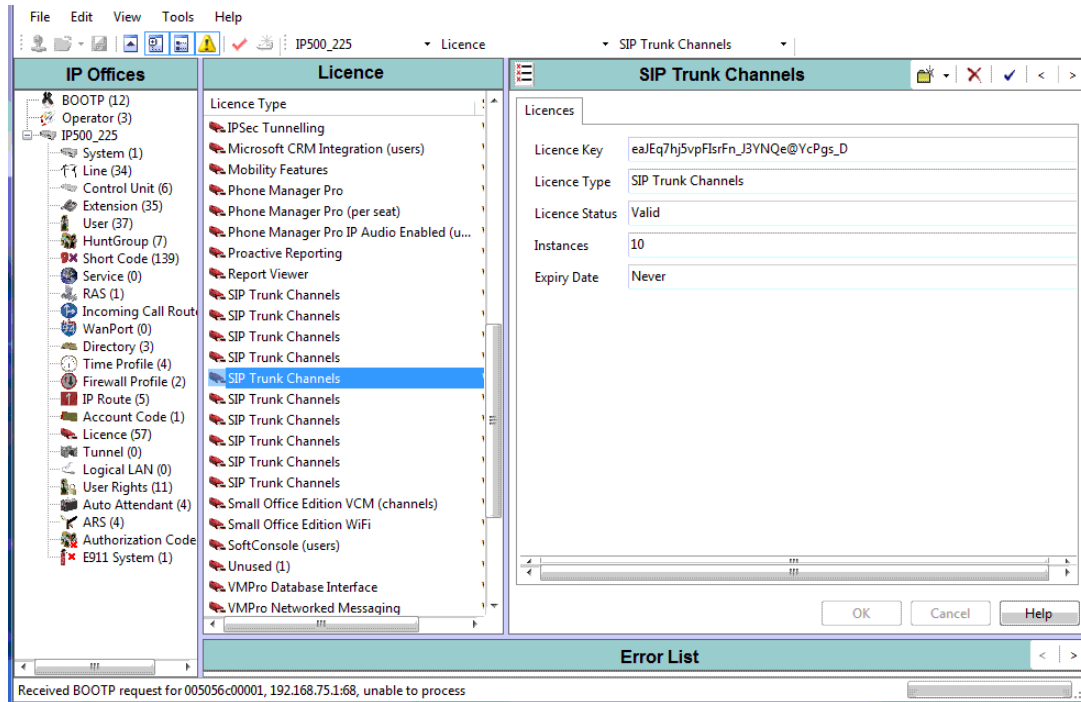 File Edit View Tools Help
IP500_225 Licence SIP Trunk Channels
IP Offices
BOOTP (12)
Operator (3)
IP500_225
System (1)
Line (34)
Control Unit (6)
Extension (35)
User (37)
HuntGroup (7)
Short Code (139)
Service (0)
RAS (1)
Incoming Call Route
WanPort (0)
Directory (3)
Time Profile (4)
Firewall Profile (2)
IP Route (5)
Account Code (1)
Licence (57)
Tunnel (0)
Logical LAN (0)
User Rights (11)
Auto Attendant (4)
ARS (4)
Authorization Code
E911 System (1)
Licence
Licence Type
IPSec Tunnelling
Microsoft CRM Integration (users)
Mobility Features
Phone Manager Pro
Phone Manager Pro (per seat)
Phone Manager Pro IP Audio Enabled (u...
Proactive Reporting
Report Viewer
SIP Trunk Channels
SIP Trunk Channels
SIP Trunk Channels
SIP Trunk Channels
SIP Trunk Channels
SIP Trunk Channels
SIP Trunk Channels
SIP Trunk Channels
SIP Trunk Channels
SIP Trunk Channels
Small Office Edition VCM (channels)
Small Office Edition WiFi
SoftConsole (users)
Unused (1)
VMPro Database Interface
VMPro Networked Messaging
SIP Trunk Channels
Licences
Licence Key eaJEq7hj5vpFIsrFn_J3YNQe@YcPgs_D
Licence Type SIP Trunk Channels
Licence Status Valid
Instances 10
Expiry Date Never
OK Cancel Help
Error List
Received BOOTP request for 005056c00001, 192.168.75.1:68, unable to process